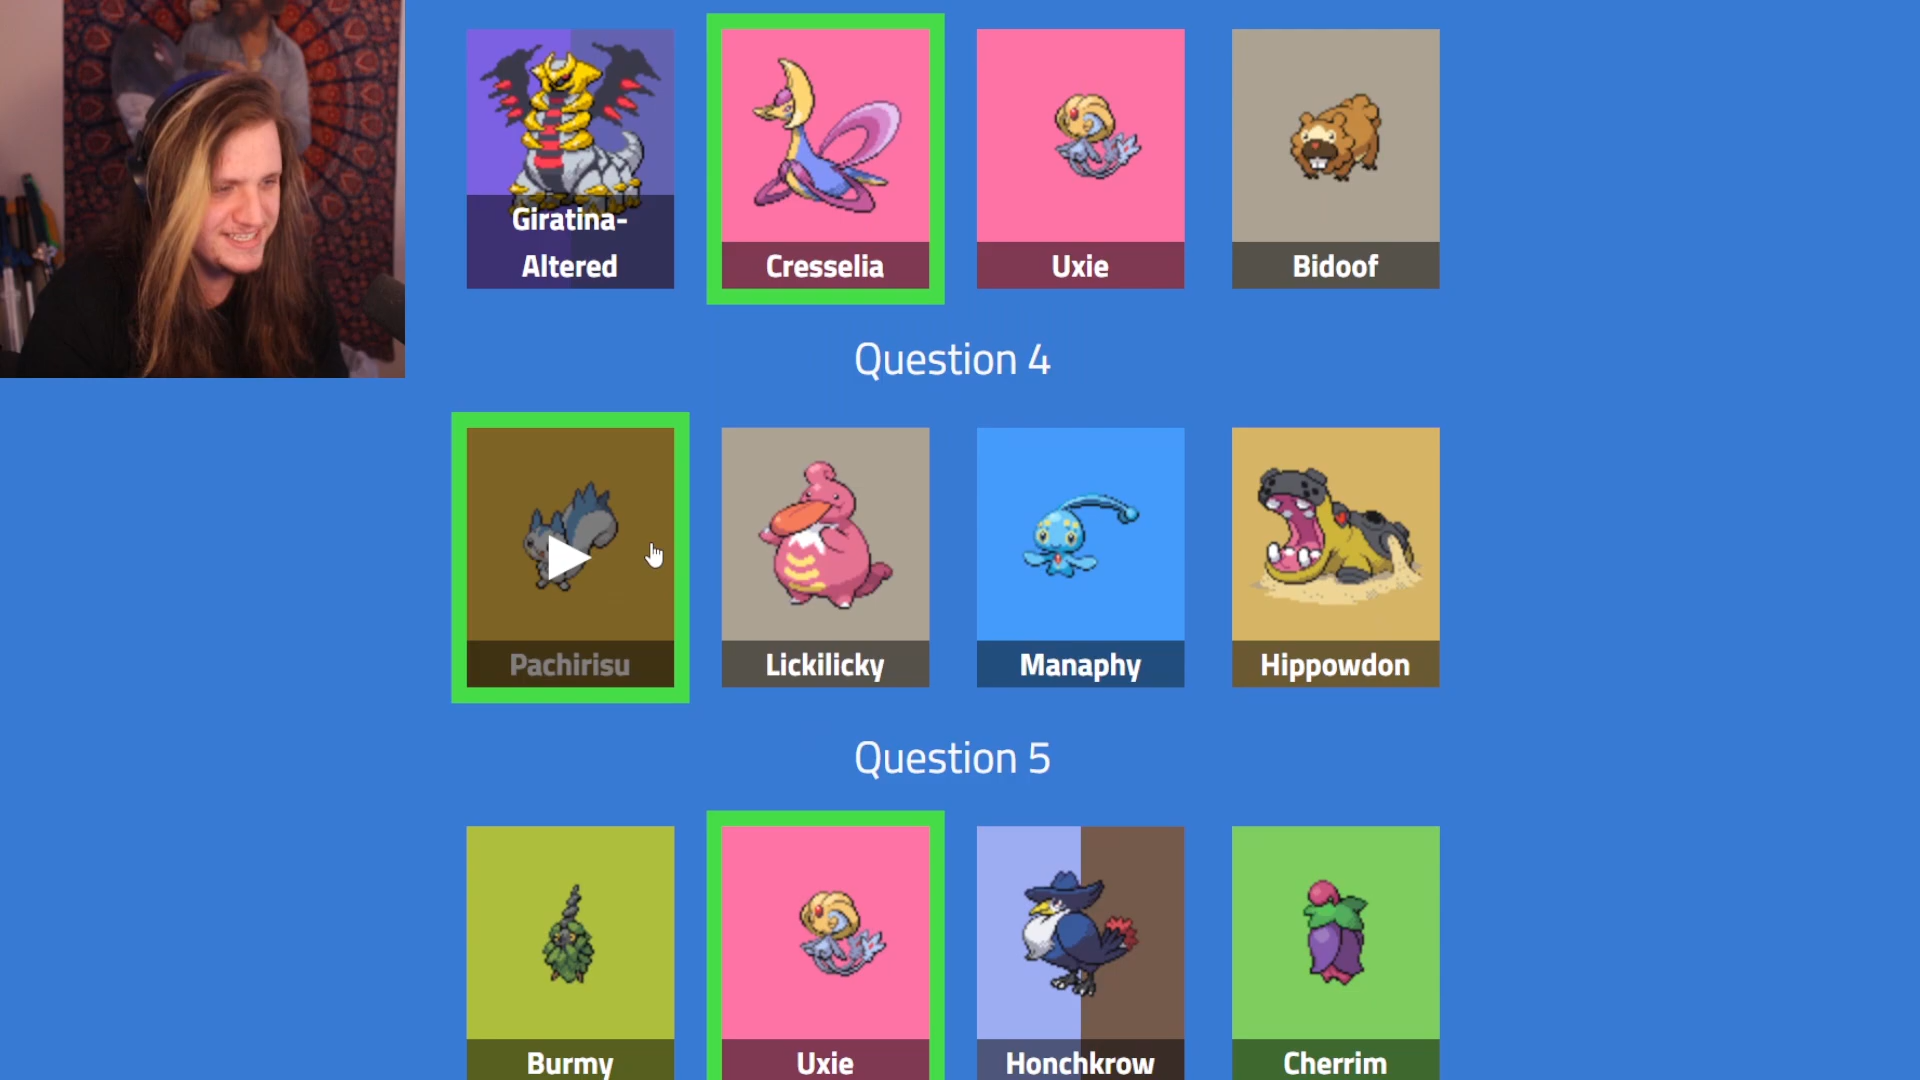 Giratina-
Altered
Cresselia
Uxie
Bidoof
Question 4
Pachirisu
Lickilicky
Manaphy
Hippowdon
Question 5
Burmy
Uxie
Honchkrow
Cherrim